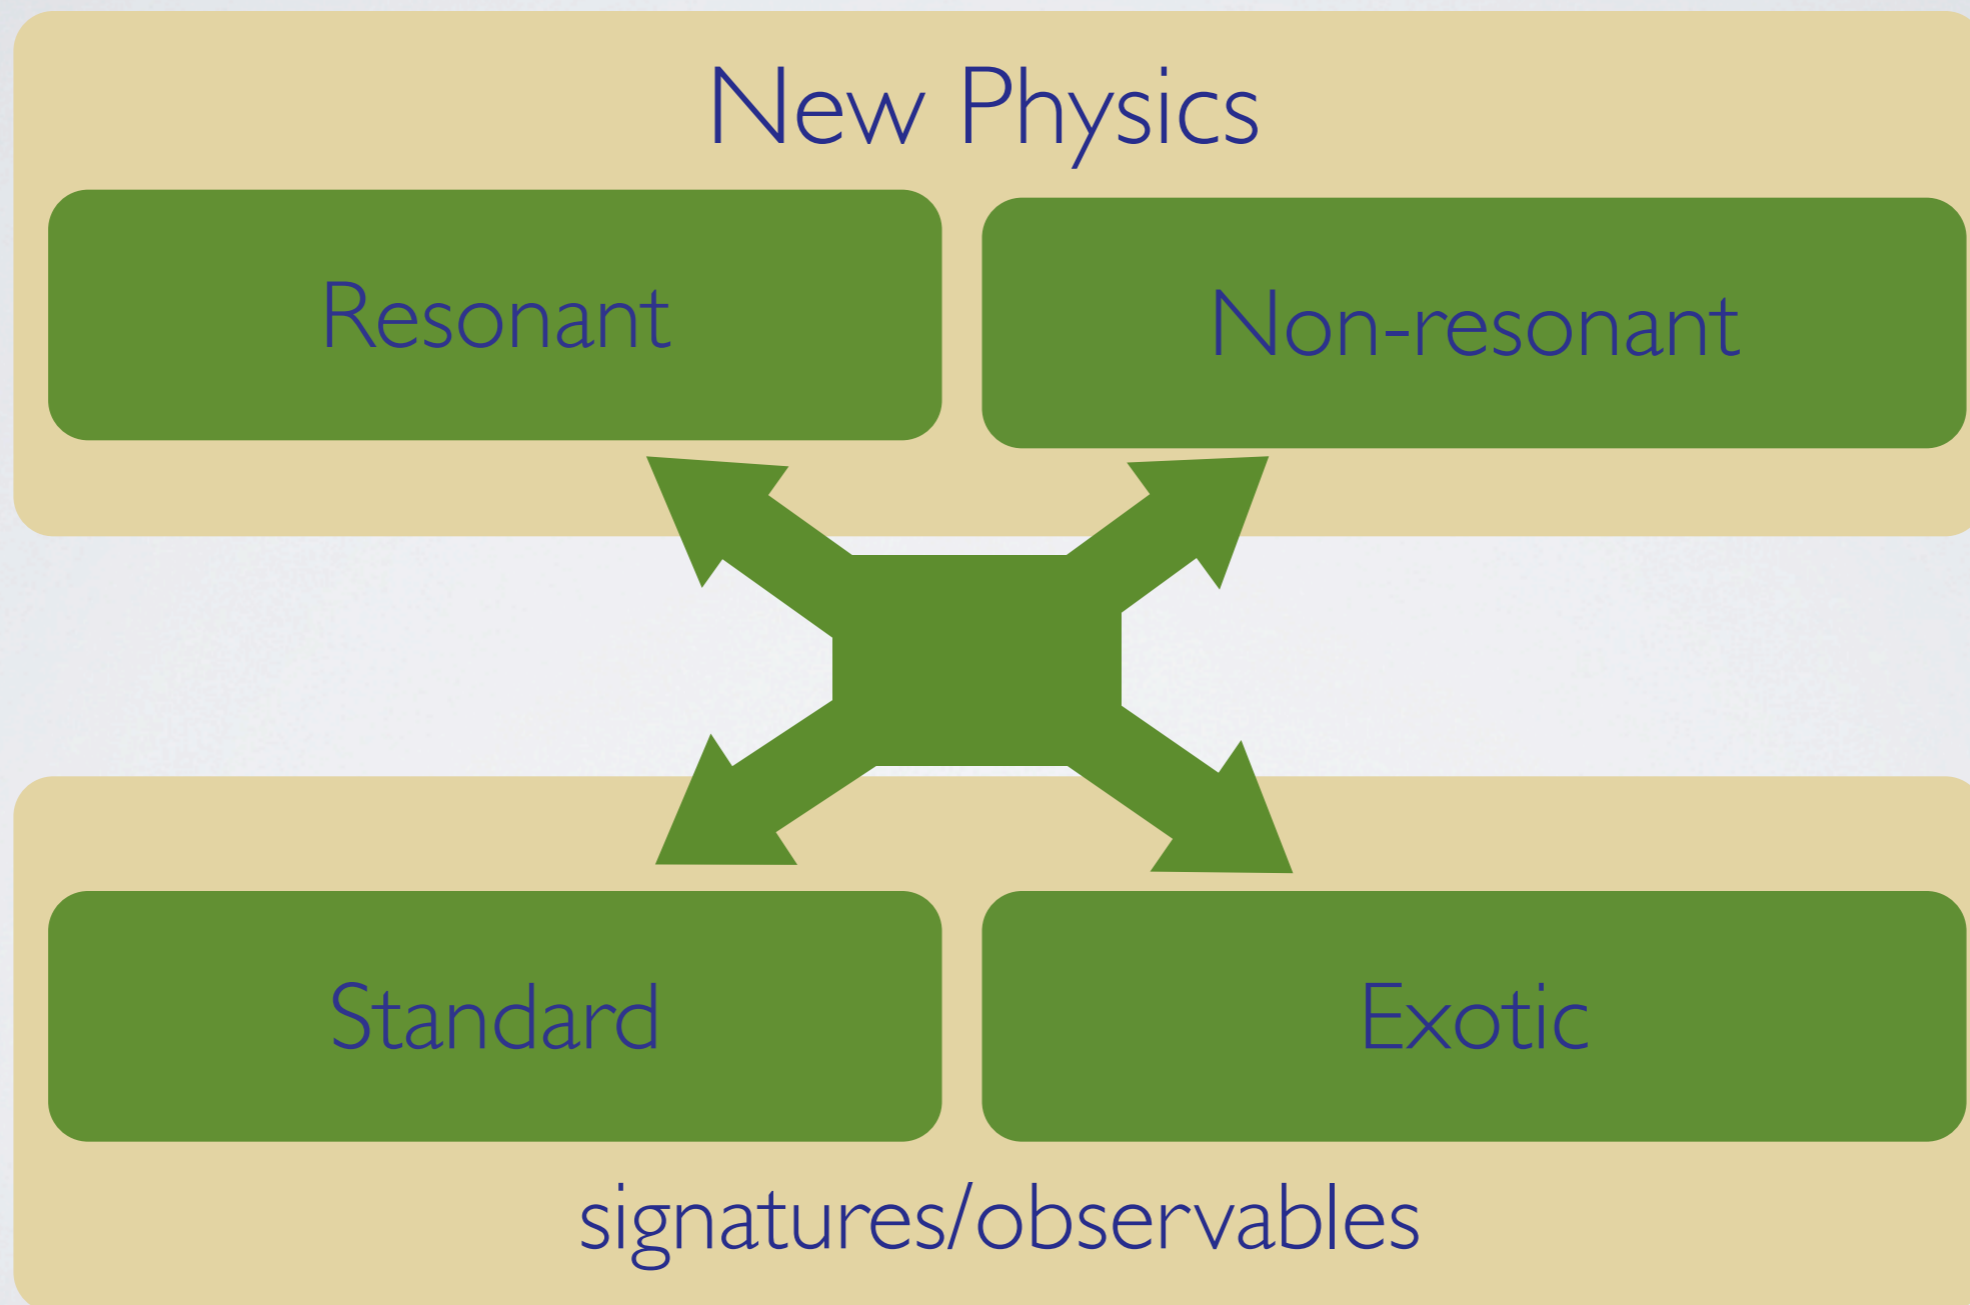 New Physics
Resonant
Non-resonant
Standard
Exotic
signatures/observables